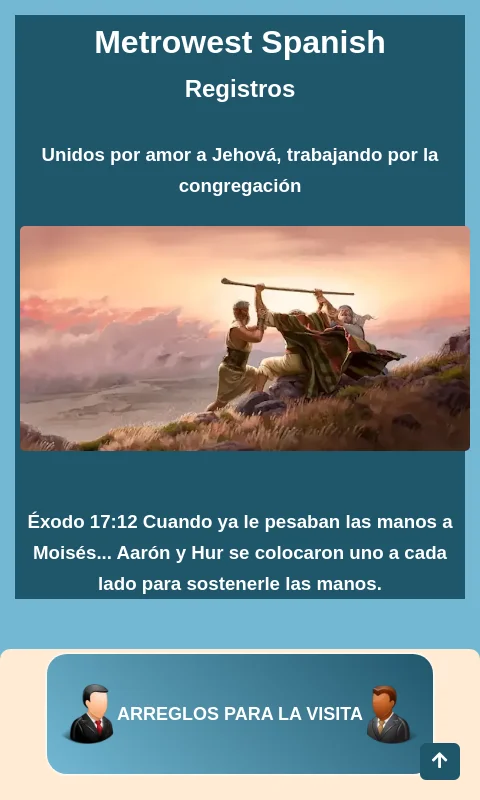 Metrowest Spanish
Registros
Unidos por amor a Jehová, trabajando por la
congregación
Éxodo 17:12 Cuando ya le pesaban las manos a
Moisés... Aarón y Hur se colocaron uno a cada
lado para sostenerle las manos.
ARREGLOS PARA LA VISITA